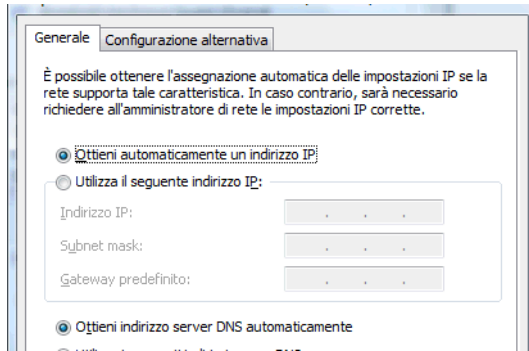 Generale
Configurazione alternativa
È possibile ottenere l'assegnazione automatica delle impostazioni IP se la
rete supporta tale caratteristica. In caso contrario, sarà necessario
richiedere all'amministratore di rete le impostazioni IP corrette.
Ottieni automaticamente un indirizzo IP
Utilizza il seguente indirizzo IP:
Indirizzo IP:
Subnet mask:
Gateway predefinito:
Ottieni indirizzo server DNS automaticamente